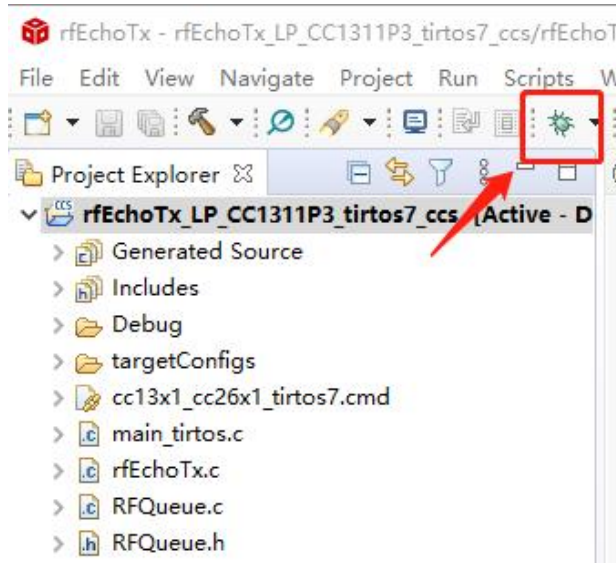 rfEchoTx - rfEchoTx_LP_CC1311P3_tirtos7_ccs/rfEchoT
File Edit View Navigate Project Run Scripts W
Project Explorer
rfEchoTx_LP_CC1311P3_tirtos7_ccs [Active - D
Generated Source
Includes
Debug
targetConfigs
cc13x1_cc26x1_tirtos7.cmd
main_tirtos.c
rfEchoTx.c
RFQueue.c
RFQueue.h